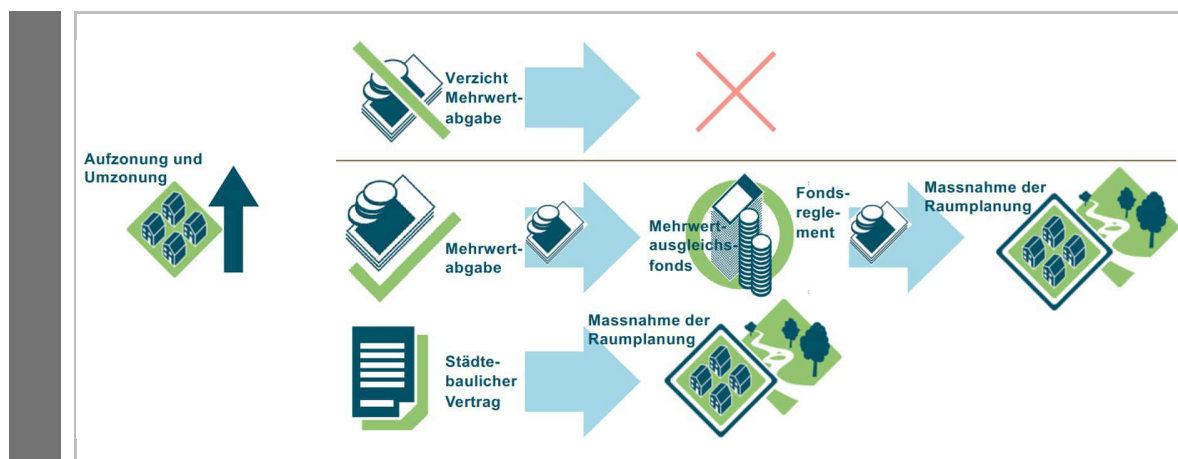 Verzicht
Mehrwert-
abgabe
Aufzonung und
Umzonung
Mehrwert-
abgabe
Mehrwert-
ausgleichs-
fonds
Fonds-
regle-
ment
Massnahme der
Raumplanung
Städte-
baulicher
Vertrag
Massnahme der
Raumplanung